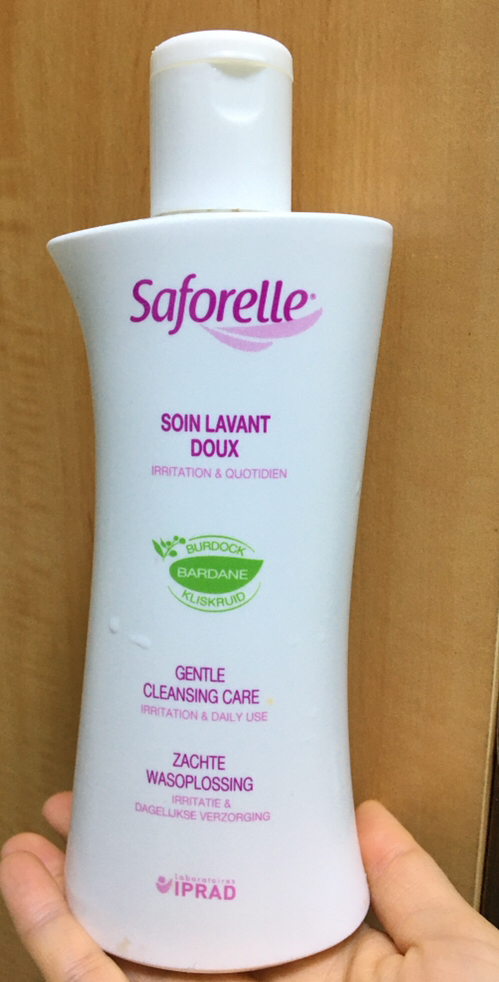 Saforelle®
SOIN LAVANT
DOUX
IRRITATION & QUOTIDIEN
BURDOCK
BARDANE
KLISKRUID
GENTLE
CLEANSING CARE
IRRITATION & DAILY USE
ZACHTE
WASOPLOSSING
IRRITATIE &
DAGELIJKSE VERZORGING
Laboratoires
IPRAD